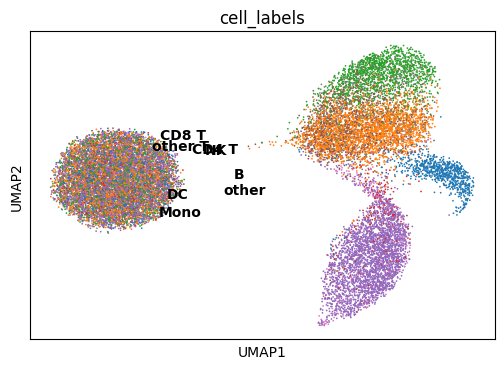 cell_labels
CD8 T
other T
CD4 T
NK
B
other
DC
Mono
UMAP2
UMAP1